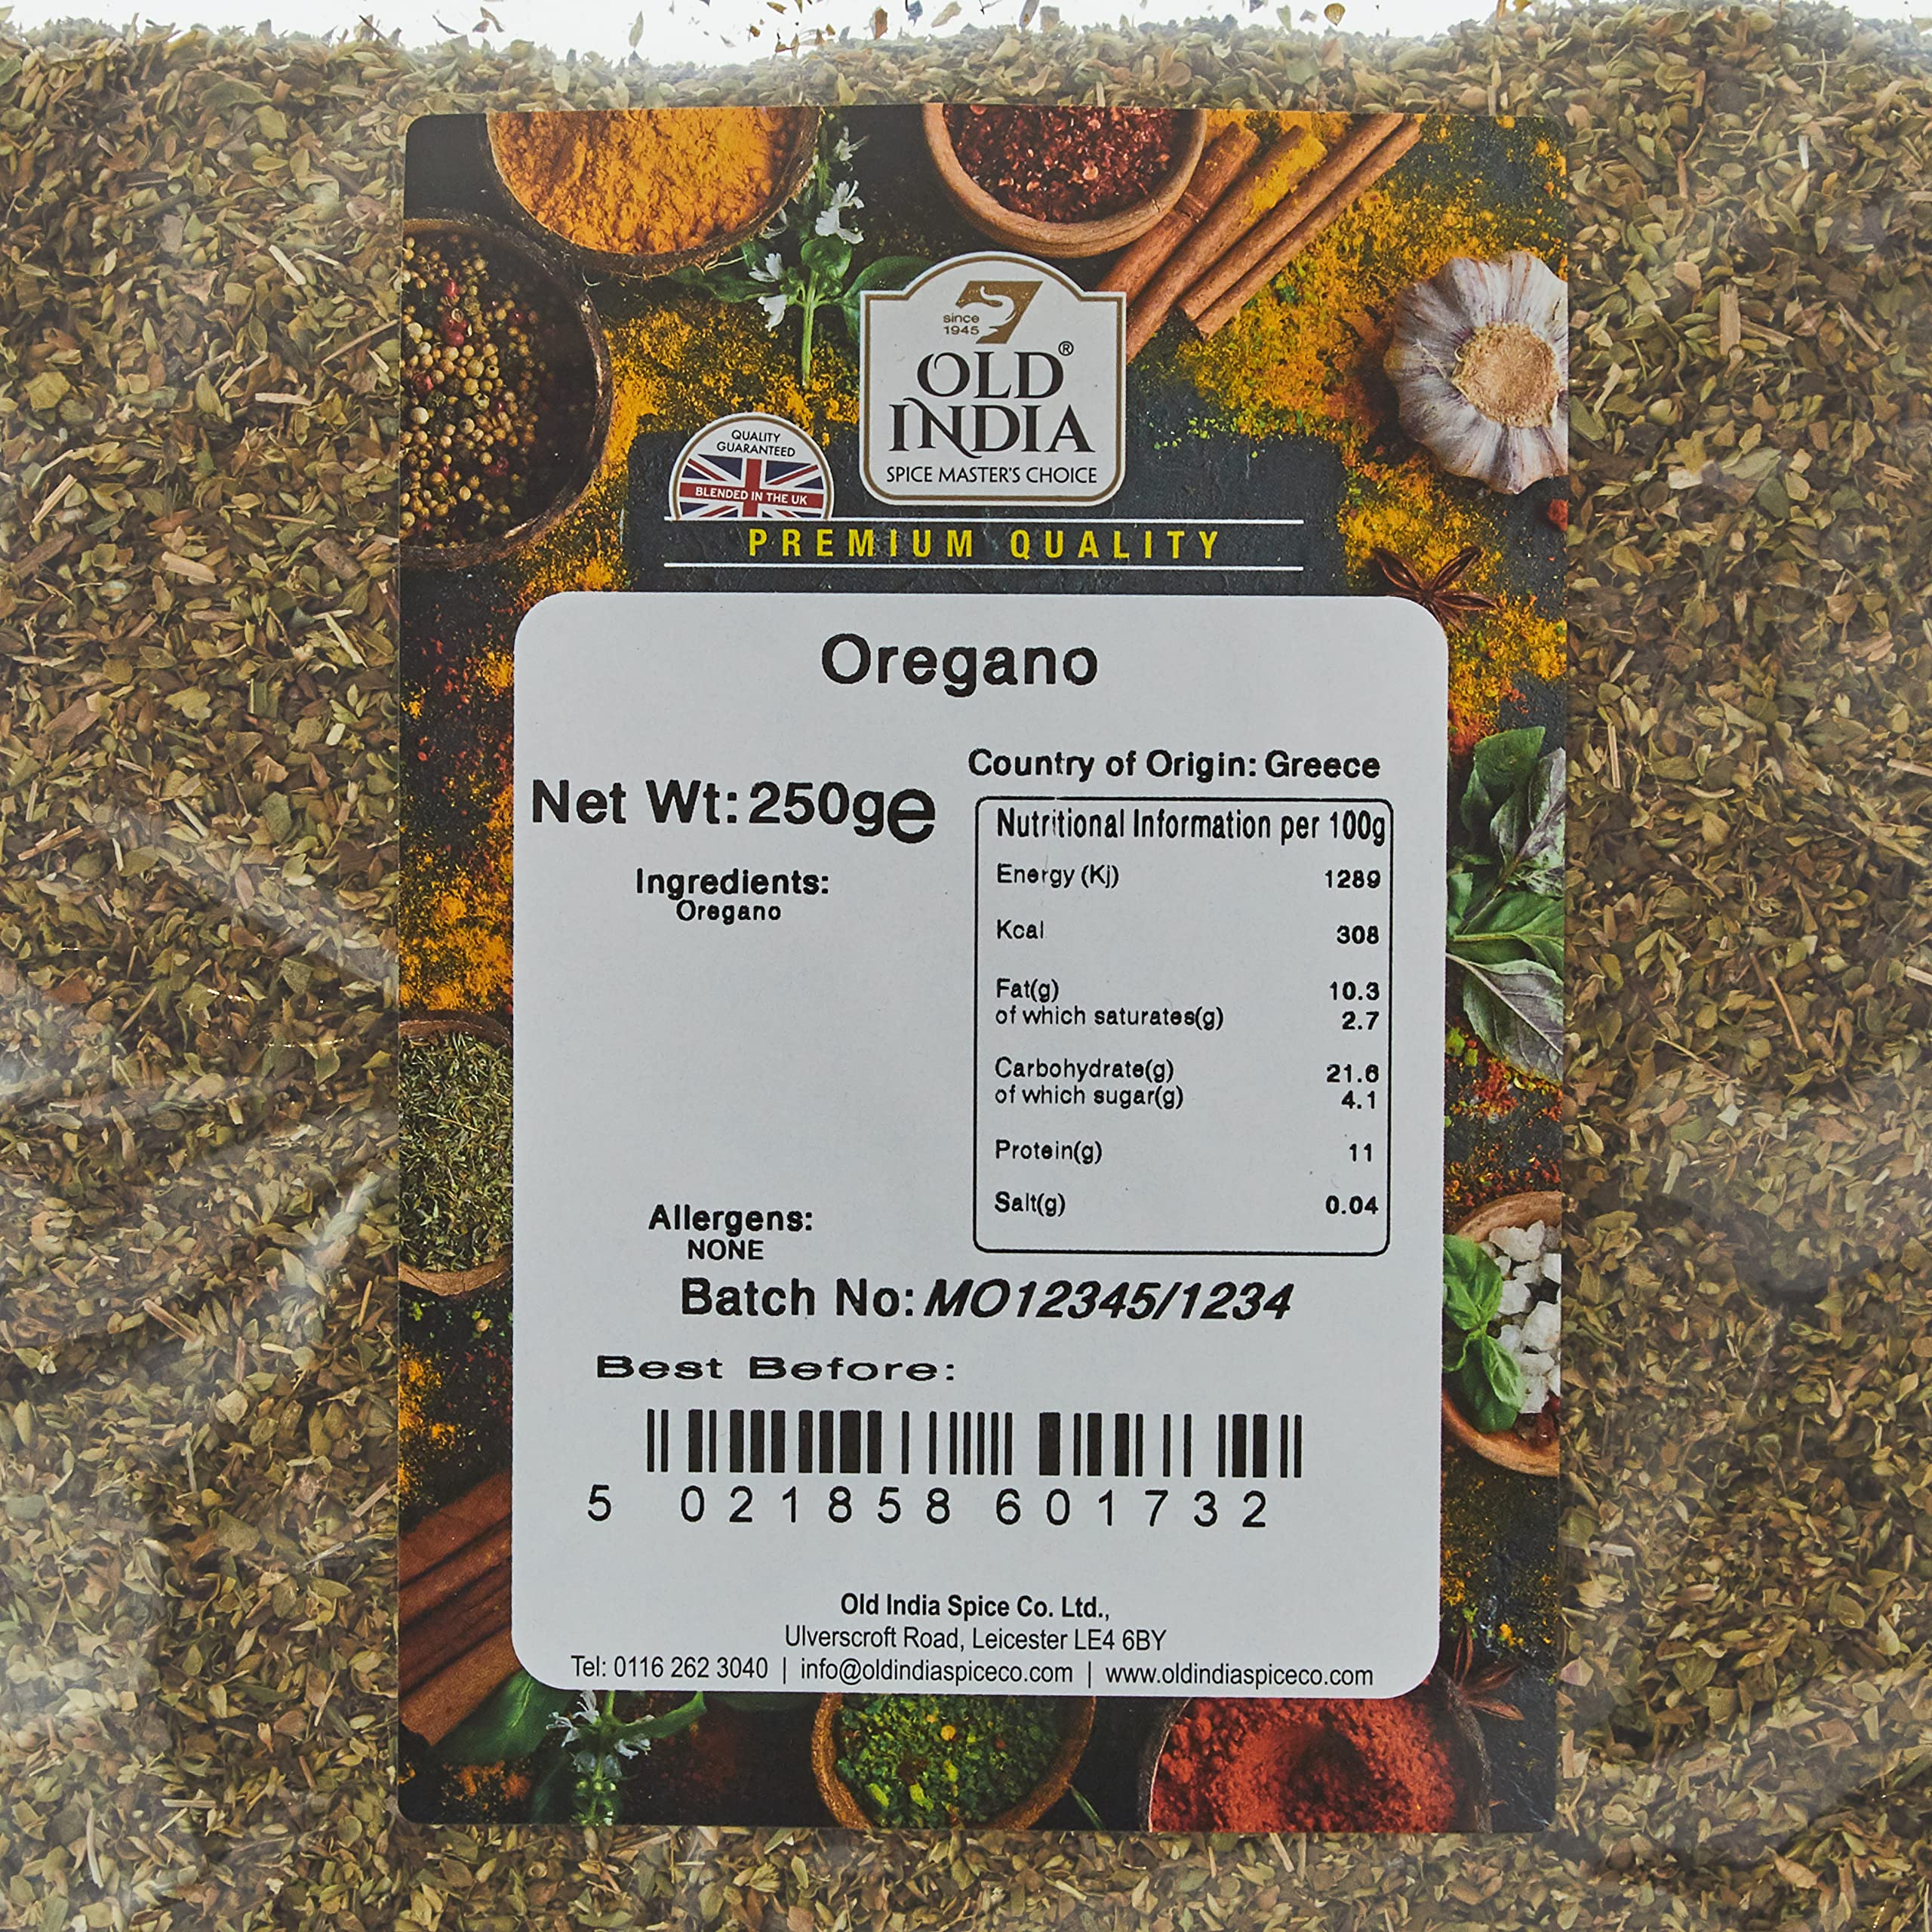 since
1945
OLD®
INDIA
SPICE MASTER'S CHOICE
QUALITY
GUARANTEED
BLENDED IN THE UK
PREMIUM QUALITY
Oregano
Country of Origin: Greece
Net Wt: 250g℮
Ingredients:
Oregano
Nutritional Information per 100g
Energy (Kj) 1289
Kcal 308
Fat(g) 10.3
of which saturates(g) 2.7
Carbohydrate(g) 21.6
of which sugar(g) 4.1
Protein(g) 11
Salt(g) 0.04
Allergens:
NONE
Batch No: MO12345/1234
Best Before:
5 021858 601732
Old India Spice Co. Ltd.,
Ulverscroft Road, Leicester LE4 6BY
Tel: 0116 262 3040 | info@oldindiaspiceco.com | www.oldindiaspiceco.com